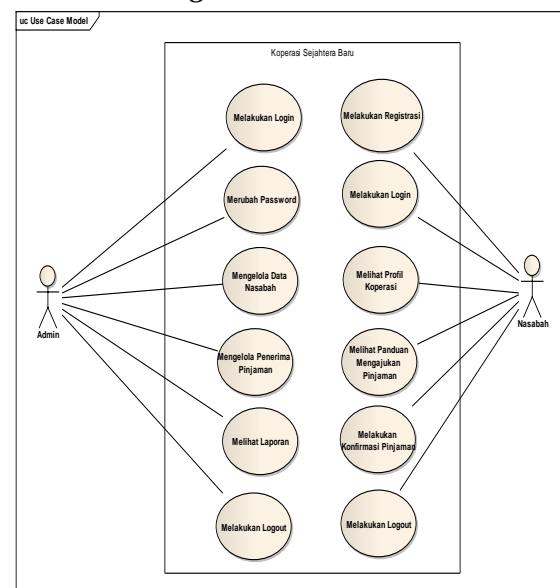 uc Use Case Model
Koperasi Sejahtera Baru
Melakukan Login
Melakukan Registrasi
Merubah Password
Melakukan Login
Mengelola Data
Nasabah
Melihat Profil
Koperasi
Admin
Nasabah
Mengelola Penerima
Pinjaman
Melihat Panduan
Mengajukan
Pinjaman
Melihat Laporan
Melakukan
Konfirmasi Pinjaman
Melakukan Logout
Melakukan Logout